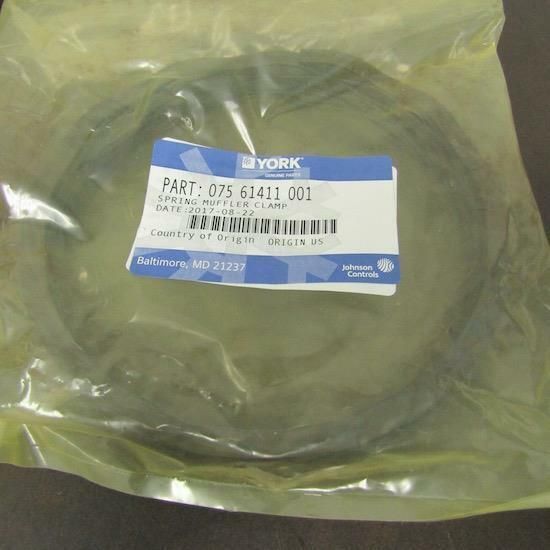 YORK
GENUINE PARTS
PART: 075 61411 001
SPRING MUFFLER CLAMP
DATE:2017-08-22
Country of Origin ORIGIN US
Baltimore, MD 21237
Johnson
Controls